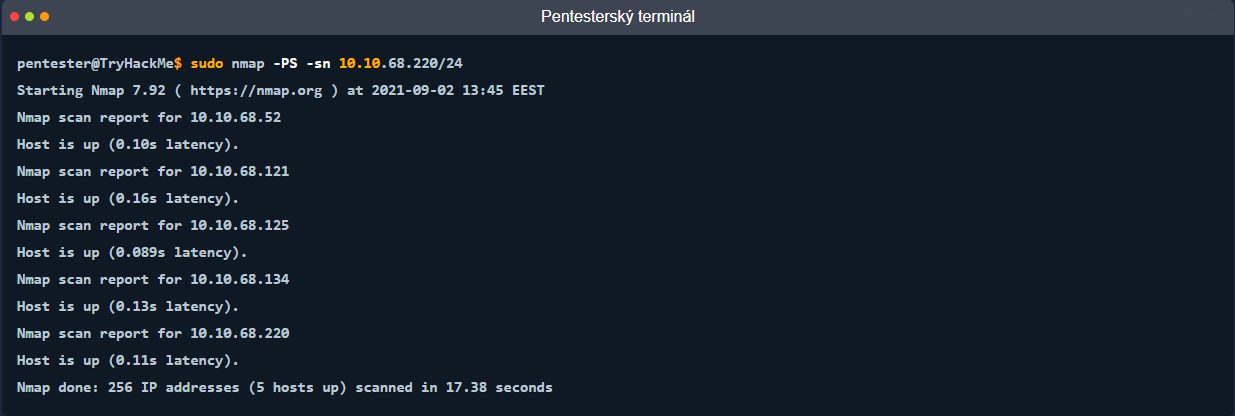 Pentesterský terminál
pentester@TryHackMe$ sudo nmap -PS -sn 10.10.68.220/24
Starting Nmap 7.92 ( https://nmap.org ) at 2021-09-02 13:45 EEST
Nmap scan report for 10.10.68.52
Host is up (0.10s latency).
Nmap scan report for 10.10.68.121
Host is up (0.16s latency).
Nmap scan report for 10.10.68.125
Host is up (0.089s latency).
Nmap scan report for 10.10.68.134
Host is up (0.13s latency).
Nmap scan report for 10.10.68.220
Host is up (0.11s latency).
Nmap done: 256 IP addresses (5 hosts up) scanned in 17.38 seconds